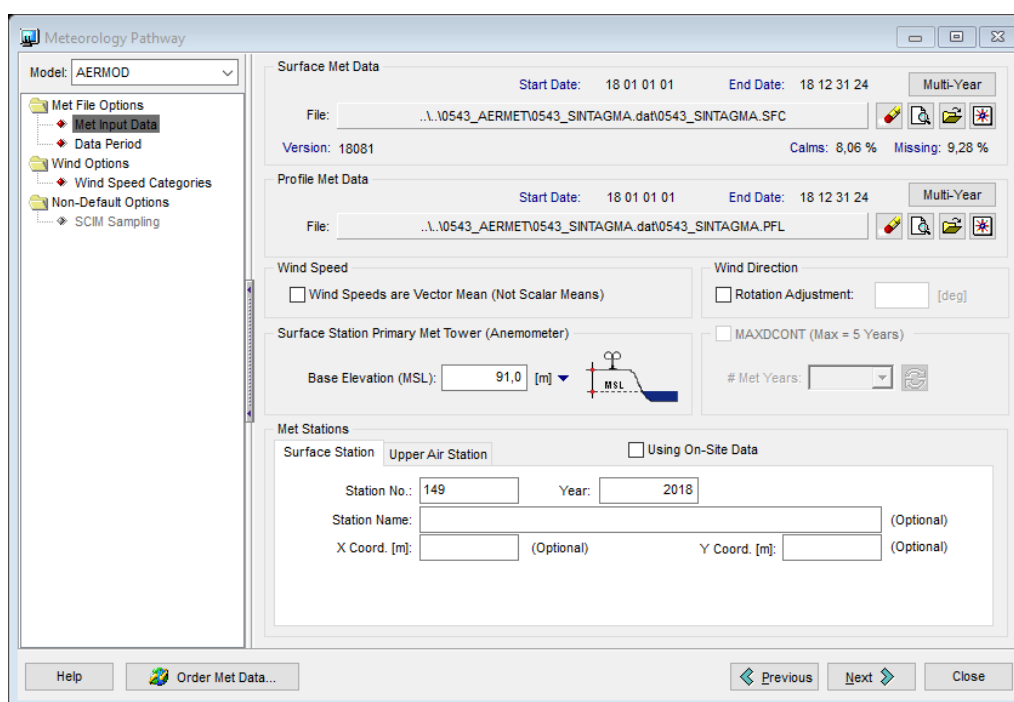 Meteorology Pathway
Model: AERMOD
Met File Options
Met Input Data
Data Period
Wind Options
Wind Speed Categories
Non-Default Options
SCIM Sampling
Surface Met Data
Start Date: 18 01 01 01 End Date: 18 12 31 24 Multi-Year
File: ..\..\0543_AERMET\0543_SINTAGMA.dat\0543_SINTAGMA.SFC
Version: 18081 Calms: 8,06 % Missing: 9,28 %
Profile Met Data
Start Date: 18 01 01 01 End Date: 18 12 31 24 Multi-Year
File: ..\..\0543_AERMET\0543_SINTAGMA.dat\0543_SINTAGMA.PFL
Wind Speed
Wind Speeds are Vector Mean (Not Scalar Means)
Wind Direction
Rotation Adjustment: [deg]
Surface Station Primary Met Tower (Anemometer)
Base Elevation (MSL): 91,0 [m] MSL
MAXDCONT (Max = 5 Years)
# Met Years:
Met Stations
Surface Station Upper Air Station Using On-Site Data
Station No.: 149 Year: 2018
Station Name: (Optional)
X Coord. [m]: (Optional) Y Coord. [m]: (Optional)
Help Order Met Data... Previous Next Close